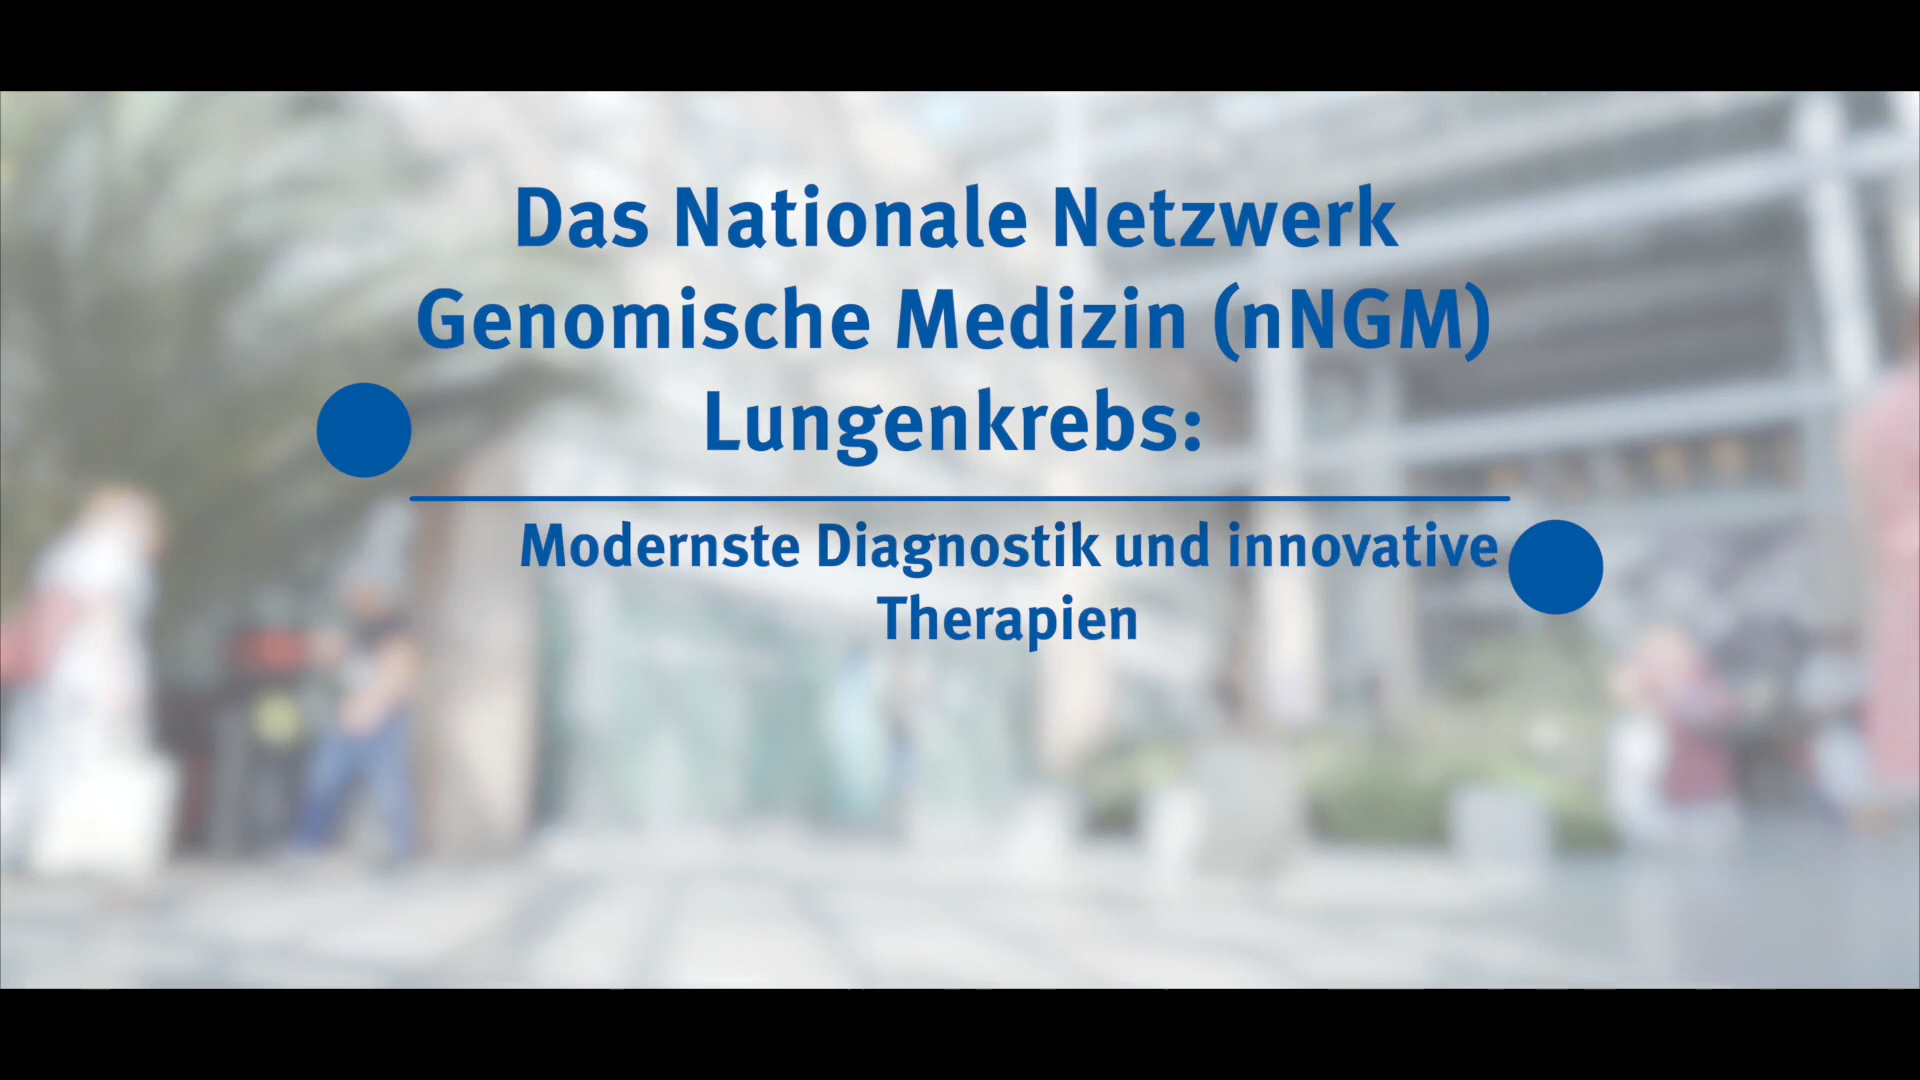 Das Nationale Netzwerk
Genomische Medizin (nNGM)
Lungenkrebs:
Modernste Diagnostik und innovative
Therapien